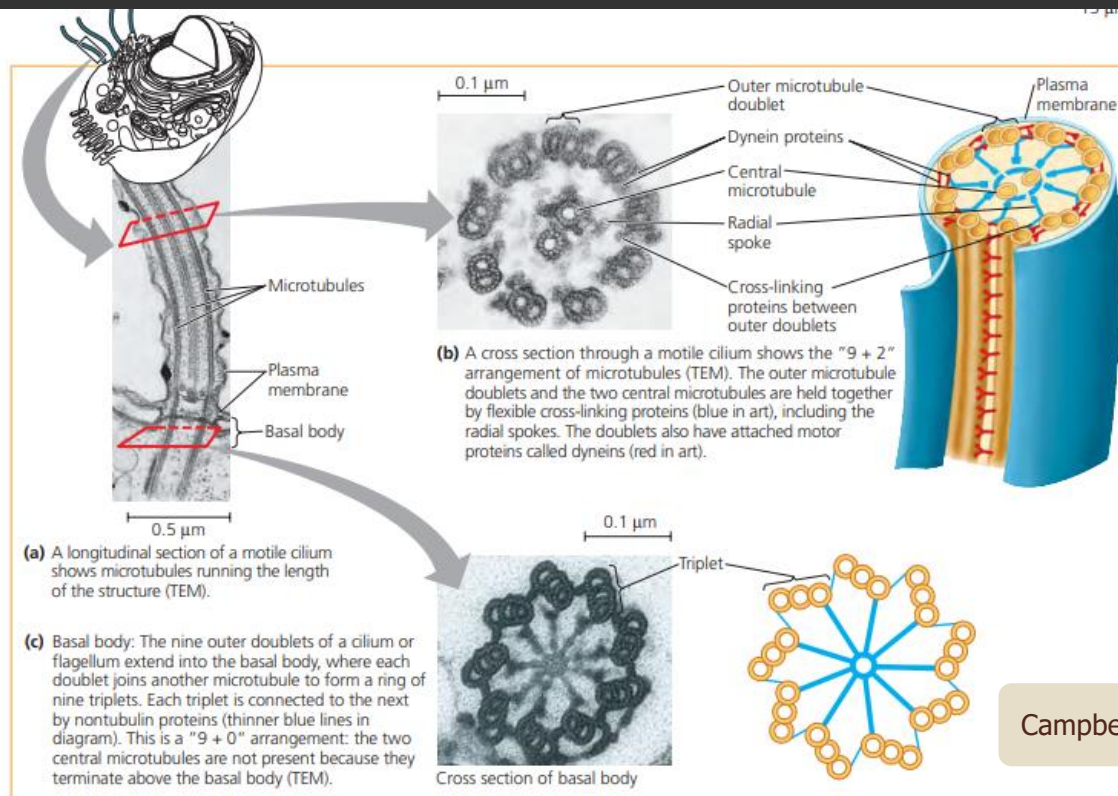 0.1 μm
Outer microtubule
doublet
Dynein proteins
Central
microtubule
Radial
spoke
Cross-linking
proteins between
outer doublets
Plasma
membrane
Microtubules
Plasma
membrane
Basal body
0.5 μm
(a) A longitudinal section of a motile cilium
shows microtubules running the length
of the structure (TEM).
(b) A cross section through a motile cilium shows the "9 + 2"
arrangement of microtubules (TEM). The outer microtubule
doublets and the two central microtubules are held together
by flexible cross-linking proteins (blue in art), including the
radial spokes. The doublets also have attached motor
proteins called dyneins (red in art).
(c) Basal body: The nine outer doublets of a cilium or
flagellum extend into the basal body, where each
doublet joins another microtubule to form a ring of
nine triplets. Each triplet is connected to the next
by nontubulin proteins (thinner blue lines in
diagram). This is a "9 + 0" arrangement: the two
central microtubules are not present because they
terminate above the basal body (TEM).
0.1 μm
Triplet
Cross section of basal body
Campbe